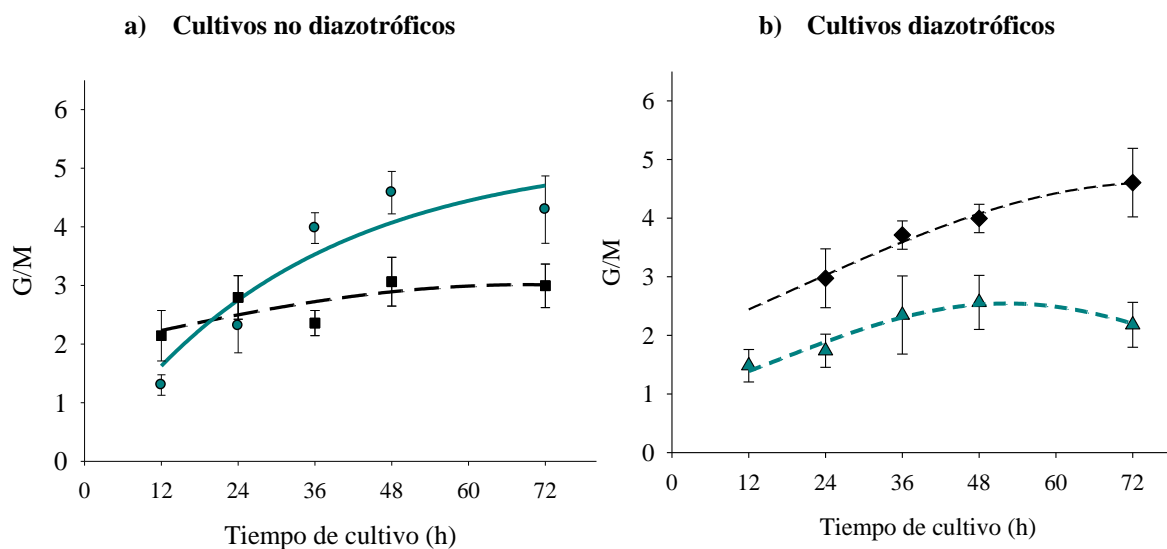 a) Cultivos no diazotróficos
G/M
6
5
4
3
2
1
0
0 12 24 36 48 60 72
Tiempo de cultivo (h)
b) Cultivos diazotróficos
G/M
6
5
4
3
2
1
0
0 12 24 36 48 60 72
Tiempo de cultivo (h)